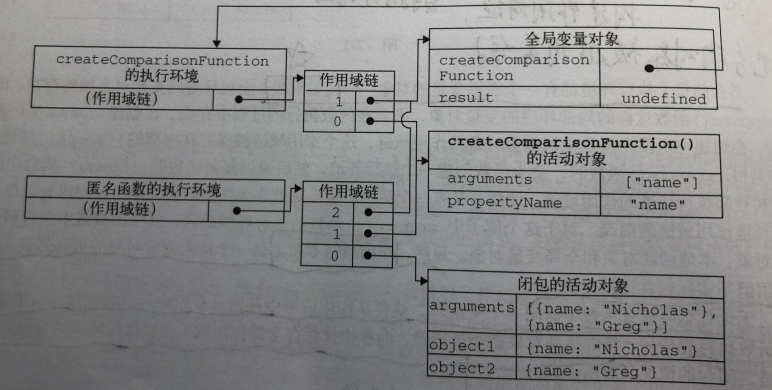 createComparisonFunction
的执行环境
(作用域链)
作用域链
1
0
全局变量对象
createComparison
Function
result undefined
createComparisonFunction()
的活动对象
arguments ["name"]
propertyName "name"
匿名函数的执行环境
(作用域链)
作用域链
2
1
0
闭包的活动对象
arguments [{name: "Nicholas"},
{name: "Greg"}]
object1 {name: "Nicholas"}
object2 {name: "Greg"}